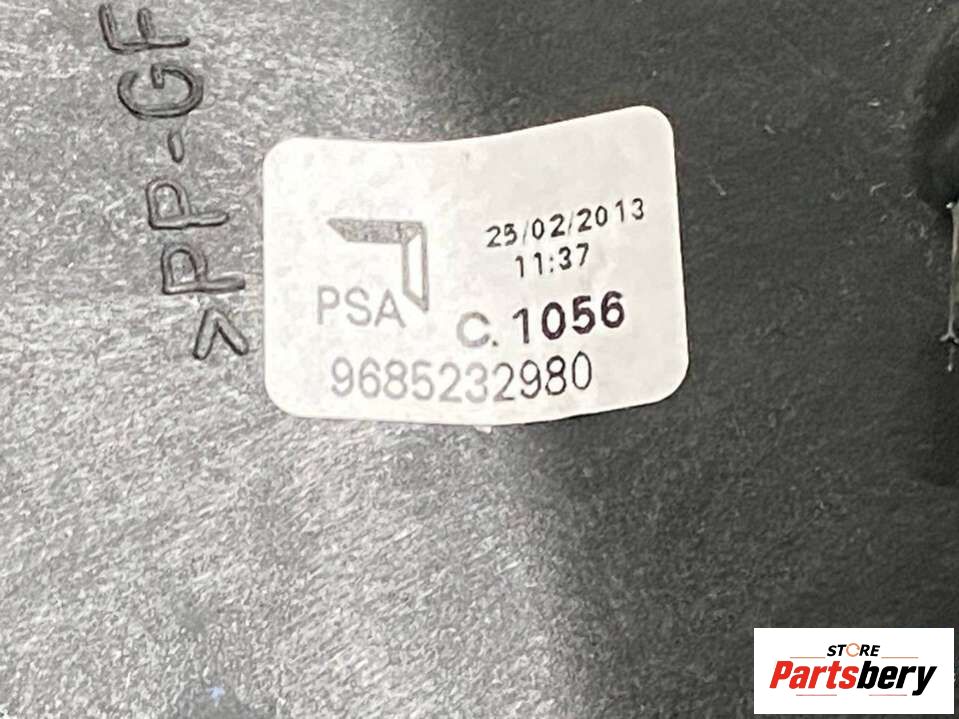 >PP-GF
25/02/2013
11:37
PSA
C. 1056
9685232980
STORE
Partsbery